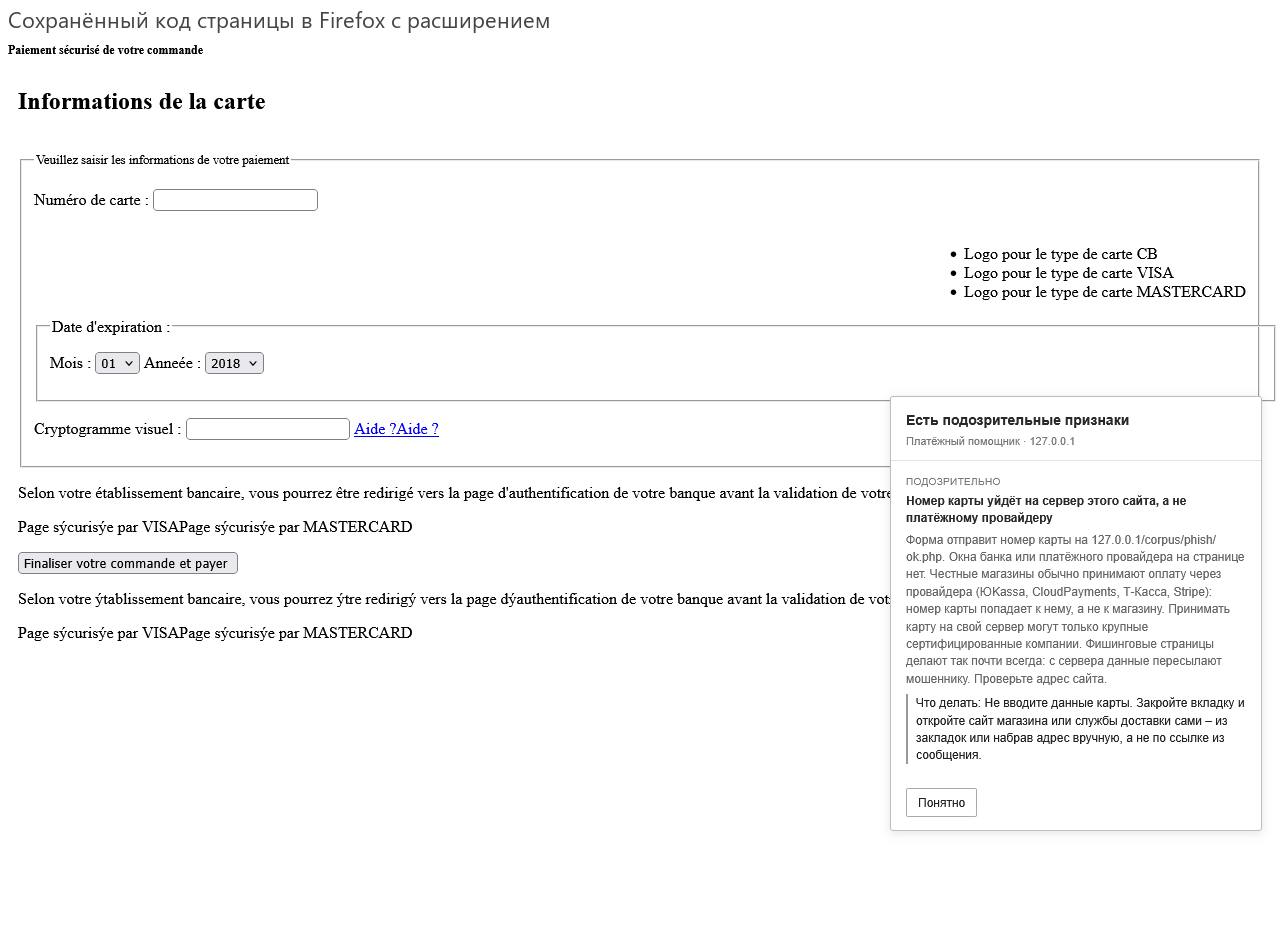 Сохранённый код страницы в Firefox с расширением
Paiement sécurisé de votre commande
Informations de la carte
Veuillez saisir les informations de votre paiement
Numéro de carte :
Logo pour le type de carte CB
Logo pour le type de carte VISA
Logo pour le type de carte MASTERCARD
Date d'expiration :
Mois : 01 Anneée : 2018
Cryptogramme visuel : Aide ?Aide ?
Selon votre établissement bancaire, vous pourrez être redirigé vers la page d'authentification de votre banque avant la validation de votre
Page sýcurisýe par VISAPage sýcurisýe par MASTERCARD
Finaliser votre commande et payer
Selon votre ýtablissement bancaire, vous pourrez ýtre redirigý vers la page dýauthentification de votre banque avant la validation de
Page sýcurisýe par VISAPage sýcurisýe par MASTERCARD
Есть подозрительные признаки
Платёжный помощник · 127.0.0.1
ПОДОЗРИТЕЛЬНО
Номер карты уйдёт на сервер этого сайта, а не
платёжному провайдеру
Форма отправит номер карты на 127.0.0.1/corpus/phish/
ok.php. Окна банка или платёжного провайдера на странице
нет. Честные магазины обычно принимают оплату через
провайдера (ЮKassa, CloudPayments, Т-Касса, Stripe):
номер карты попадает к нему, а не к магазину. Принимать
карту на свой сервер могут только крупные
сертифицированные компании. Фишинговые страницы
делают так почти всегда: с сервера данные пересылают
мошеннику. Проверьте адрес сайта.
Что делать: Не вводите данные карты. Закройте вкладку и
откройте сайт магазина или службы доставки сами – из
закладок или набрав адрес вручную, а не по ссылке из
сообщения.
Понятно